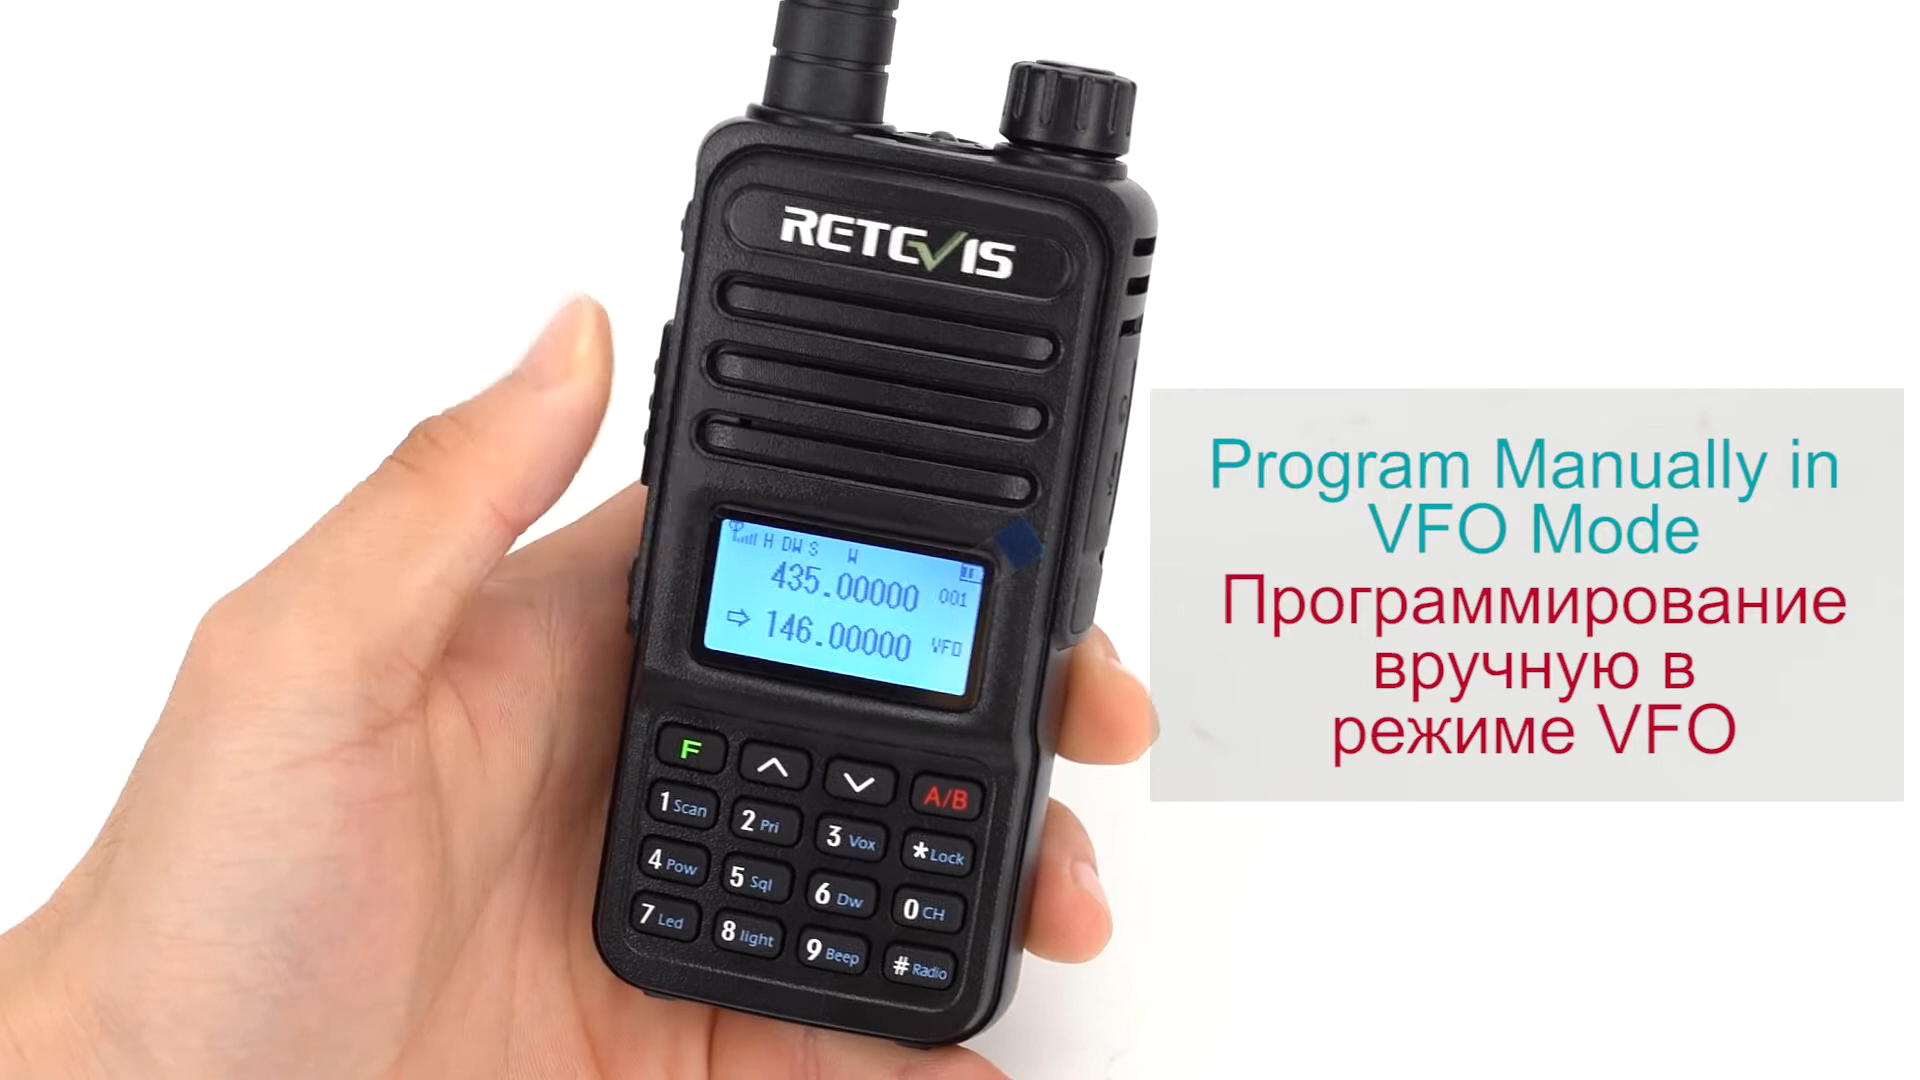 RETEVIS
H DW S W
435.00000 001
146.00000 VFO
F A/B
1 Scan 2 Pri 3 Vox * Lock
4 Pow 5 Sql 6 Dw 0 CH
7 Led 8 light 9 Beep # Radio
Program Manually in
VFO Mode
Программирование
вручную в
режиме VFO